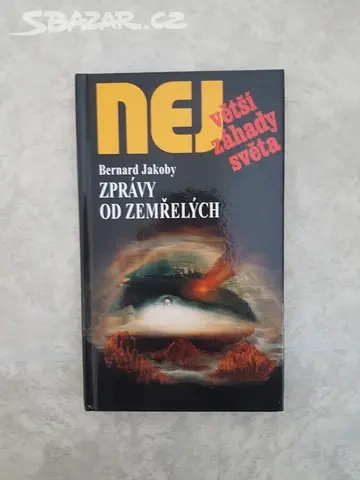 SBAZAR.CZ
NEJ
větší
záhady
světa
Bernard Jakoby
ZPRÁVY
OD ZEMŘELÝCH